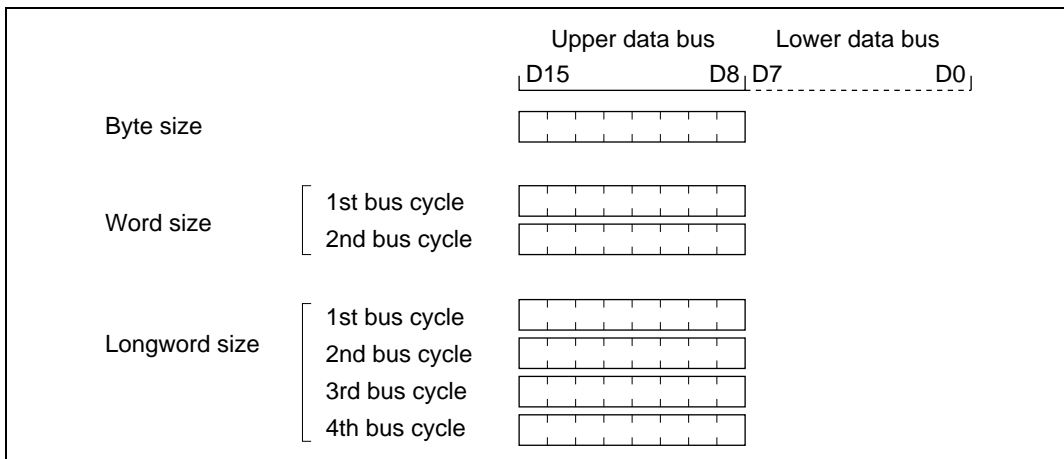 Upper data bus Lower data bus
D15 D8 D7 D0
Byte size
Word size
1st bus cycle
2nd bus cycle
Longword size
1st bus cycle
2nd bus cycle
3rd bus cycle
4th bus cycle